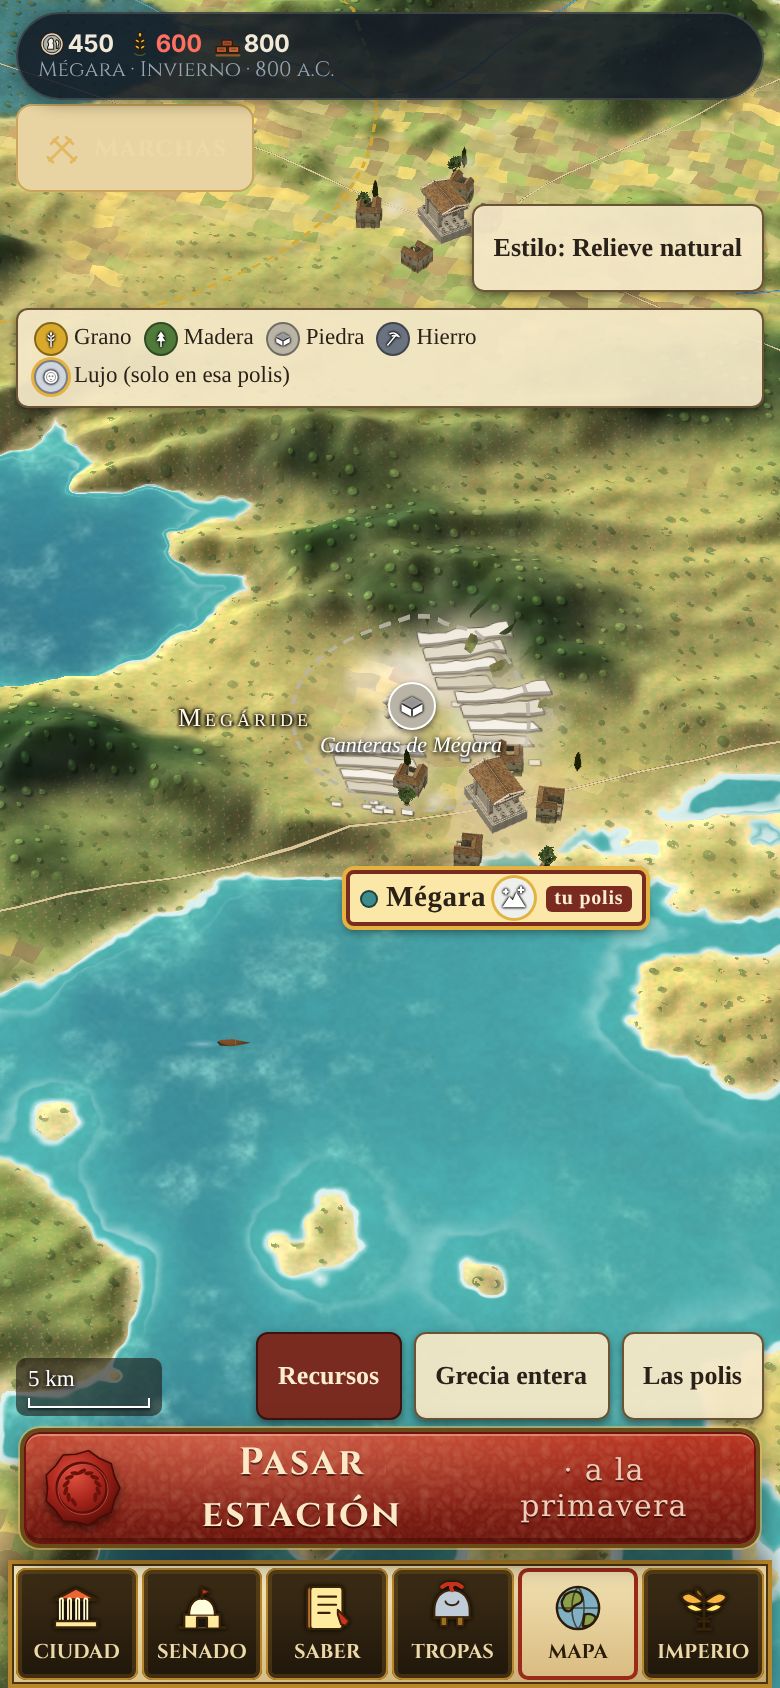 450 600 800
Mégara · Invierno · 800 a.C.
Marchas
Estilo: Relieve natural
Grano Madera Piedra Hierro
Lujo (solo en esa polis)
Megáride
Canteras de Mégara
Mégara tu polis
5 km
Recursos Grecia entera Las polis
Pasar
estación
· a la
primavera
CIUDAD SENADO SABER TROPAS MAPA IMPERIO